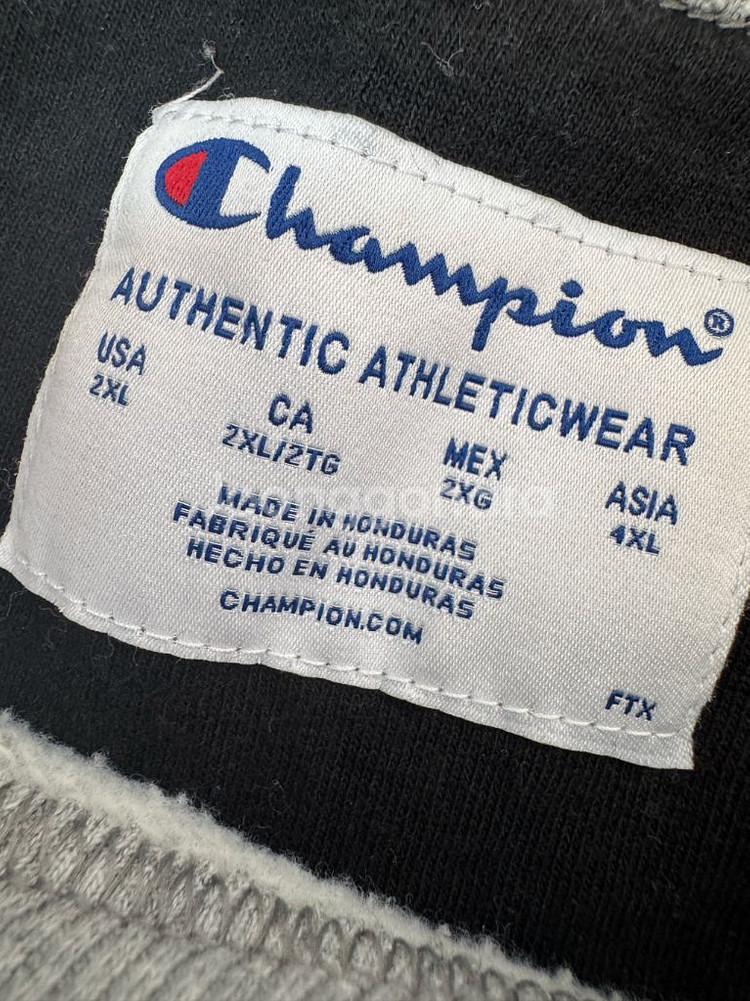 Champion®
AUTHENTIC ATHLETICWEAR
USA CA MEX ASIA
2XL 2XL/2TG 2XG 4XL
MADE IN HONDURAS
FABRIQUÉ AU HONDURAS
HECHO EN HONDURAS
CHAMPION.COM
FTX